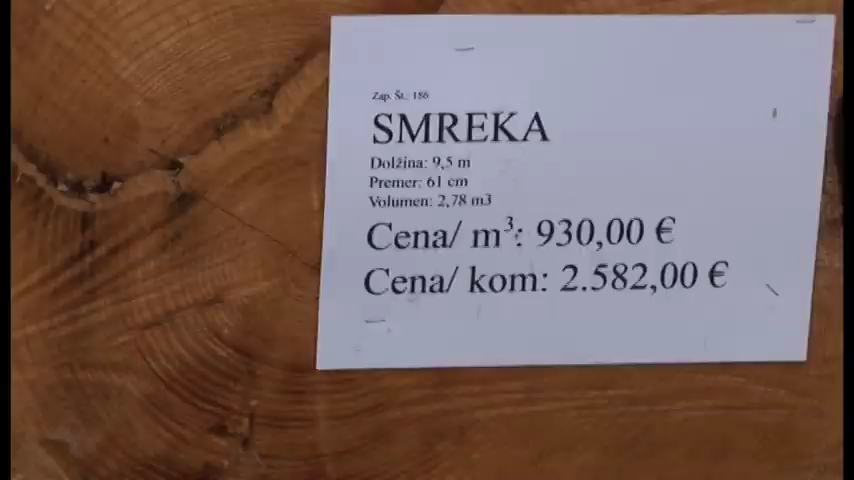 Zap. Št.: 186
SMREKA
Dolžina: 9,5 m
Premer: 61 cm
Volumen: 2,78 m3
Cena/ m³: 930,00 €
Cena/ kom: 2.582,00 €